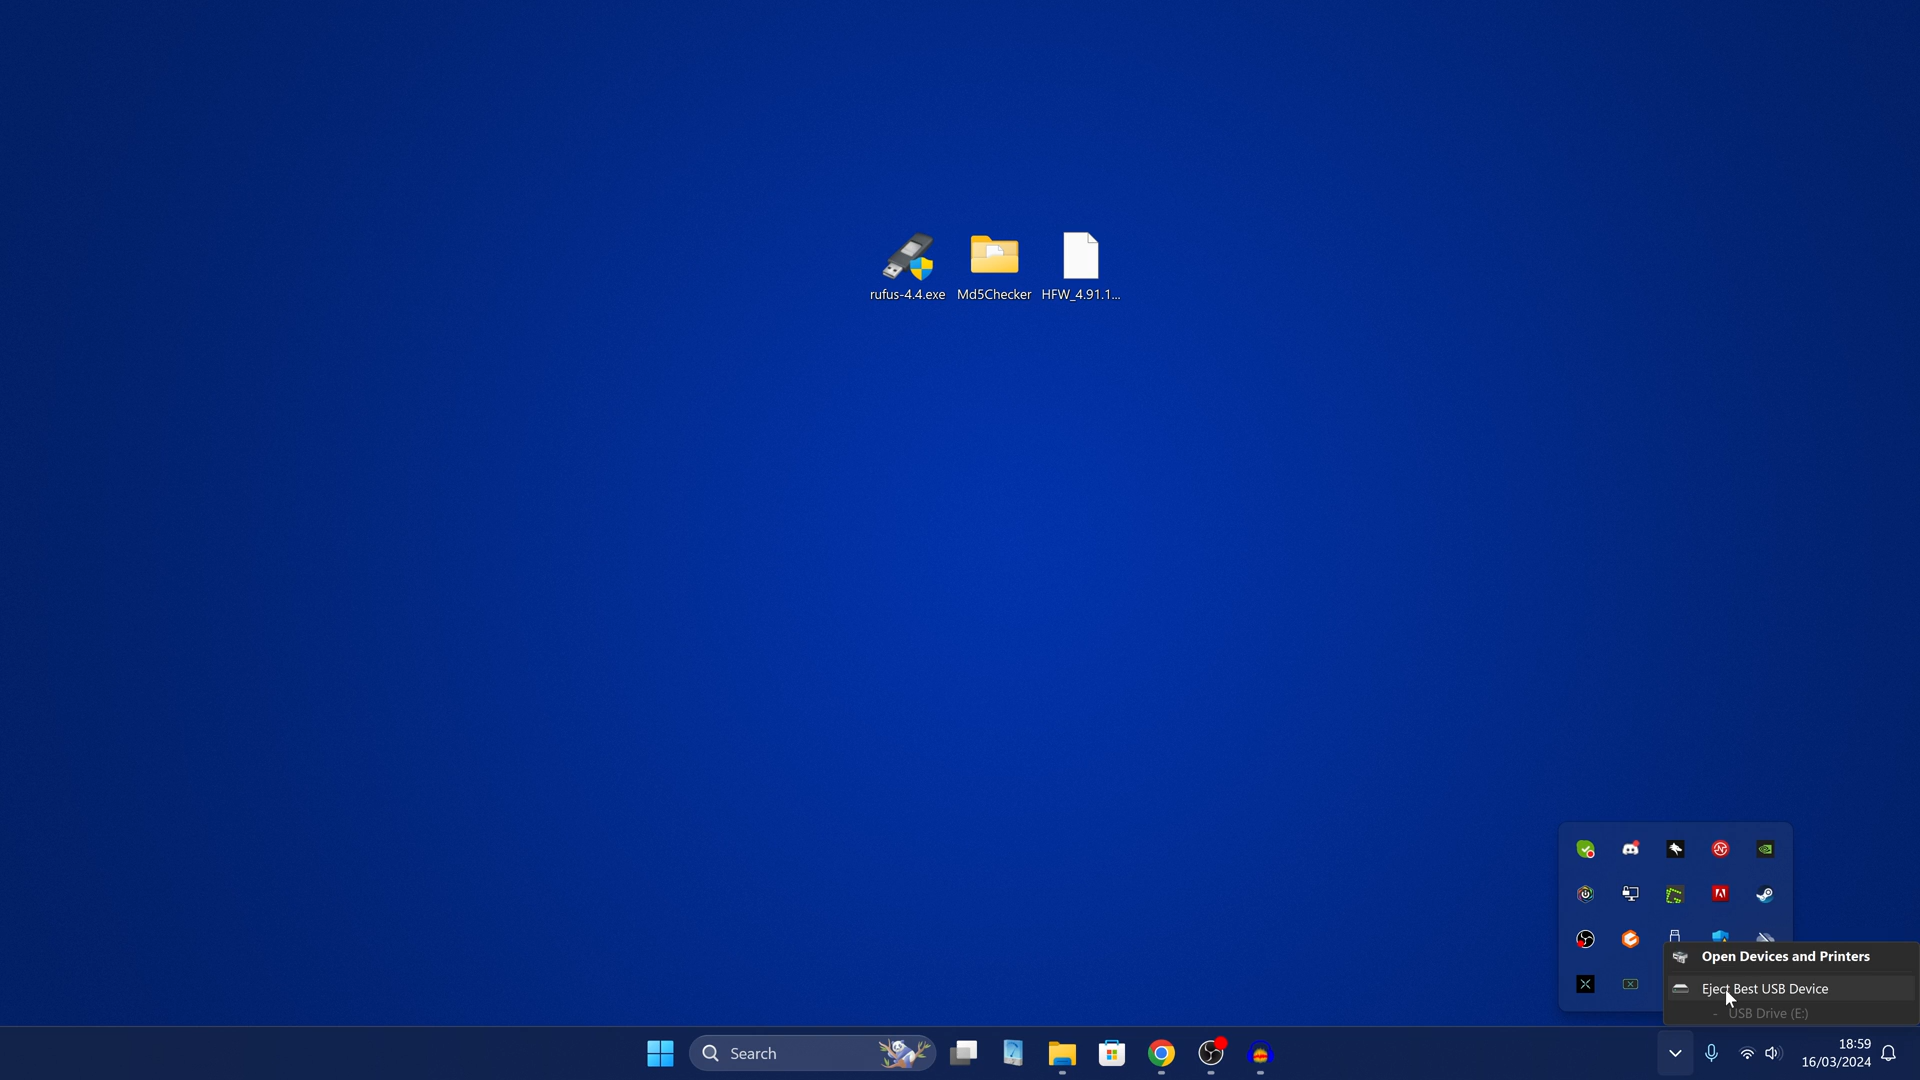 rufus-4.4.exe
Md5Checker
HFW_4.91.1...
Open Devices and Printers
Eject Best USB Device
- USB Drive (E:)
Search
18:59
16/03/2024